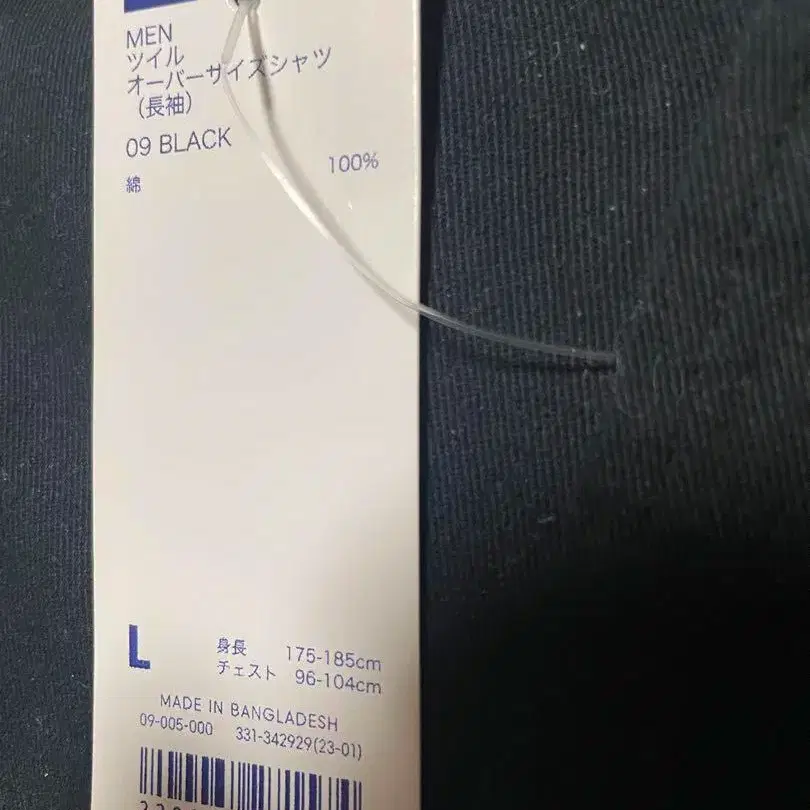 MEN
ツイル
オーバーサイズシャツ
（長袖）
09 BLACK
綿 100%
L
身長 175-185cm
チェスト 96-104cm
MADE IN BANGLADESH
09-005-000 331-342929(23-01)